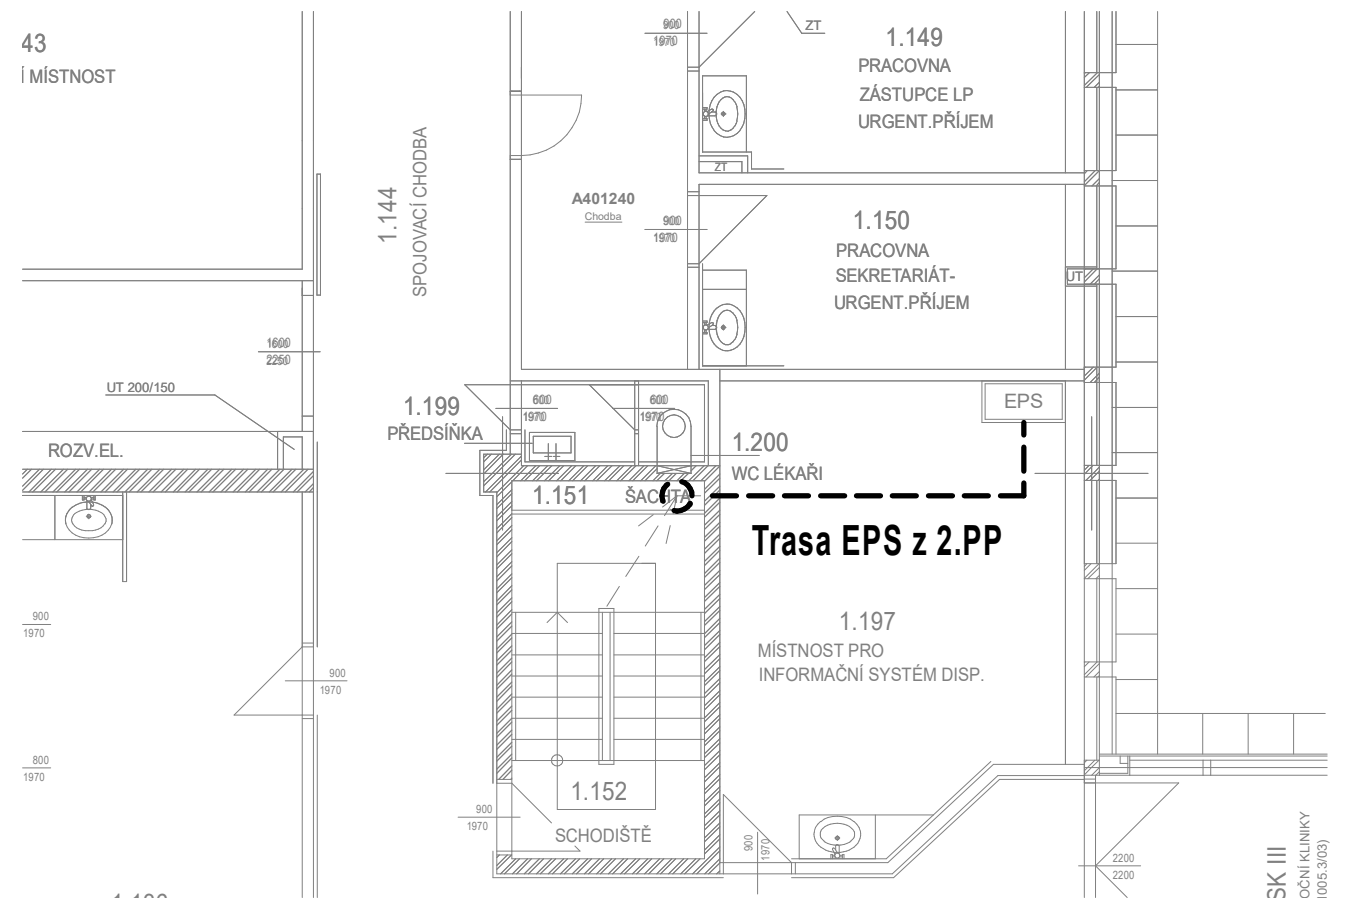 43
Í MÍSTNOST
1.144
SPOJOVACÍ CHODBA
900
1970
ZT
1.149
PRACOVNA
ZÁSTUPCE LP
URGENT.PŘÍJEM
ZT
A401240
Chodba
900
1970
1.150
PRACOVNA
SEKRETARIÁT-
URGENT.PŘÍJEM
UT
1600
2250
UT 200/150
ROZV.EL.
1.199
PŘEDSÍŇKA
600
1970
600
1970
1.200
WC LÉKAŘI
EPS
1.151
ŠACHTA
Trasa EPS z 2.PP
1.197
MÍSTNOST PRO
INFORMAČNÍ SYSTÉM DISP.
900
1970
900
1970
800
1970
1.152
SCHODIŠTĚ
900
1970
900
1970
2200
2200
SK III
OČNÍ KLINIKY